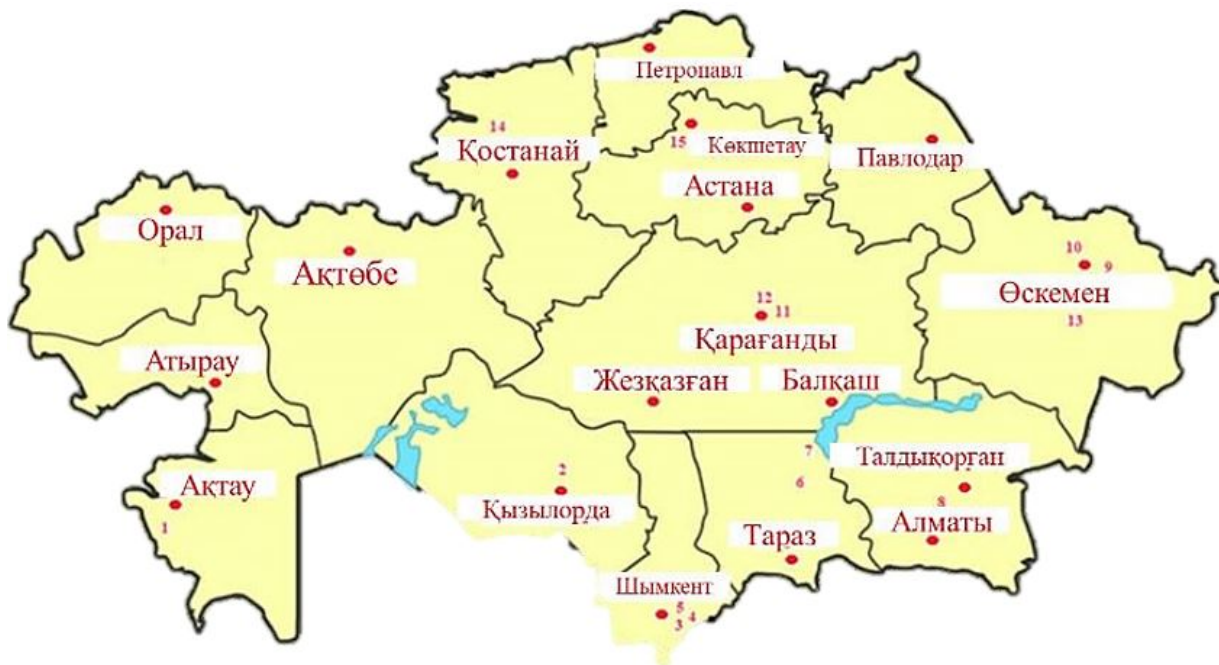 Петропавл
14
Қостанай
15
Көкшетау
Павлодар
Астана
Орал
Ақтөбе
10
9
Өскемен
13
12
11
Қарағанды
Атырау
Жезқазған
Балқаш
7
Талдықорған
Ақтау
2
6
8
1
Қызылорда
Алматы
Тараз
Шымкент
5
4
3